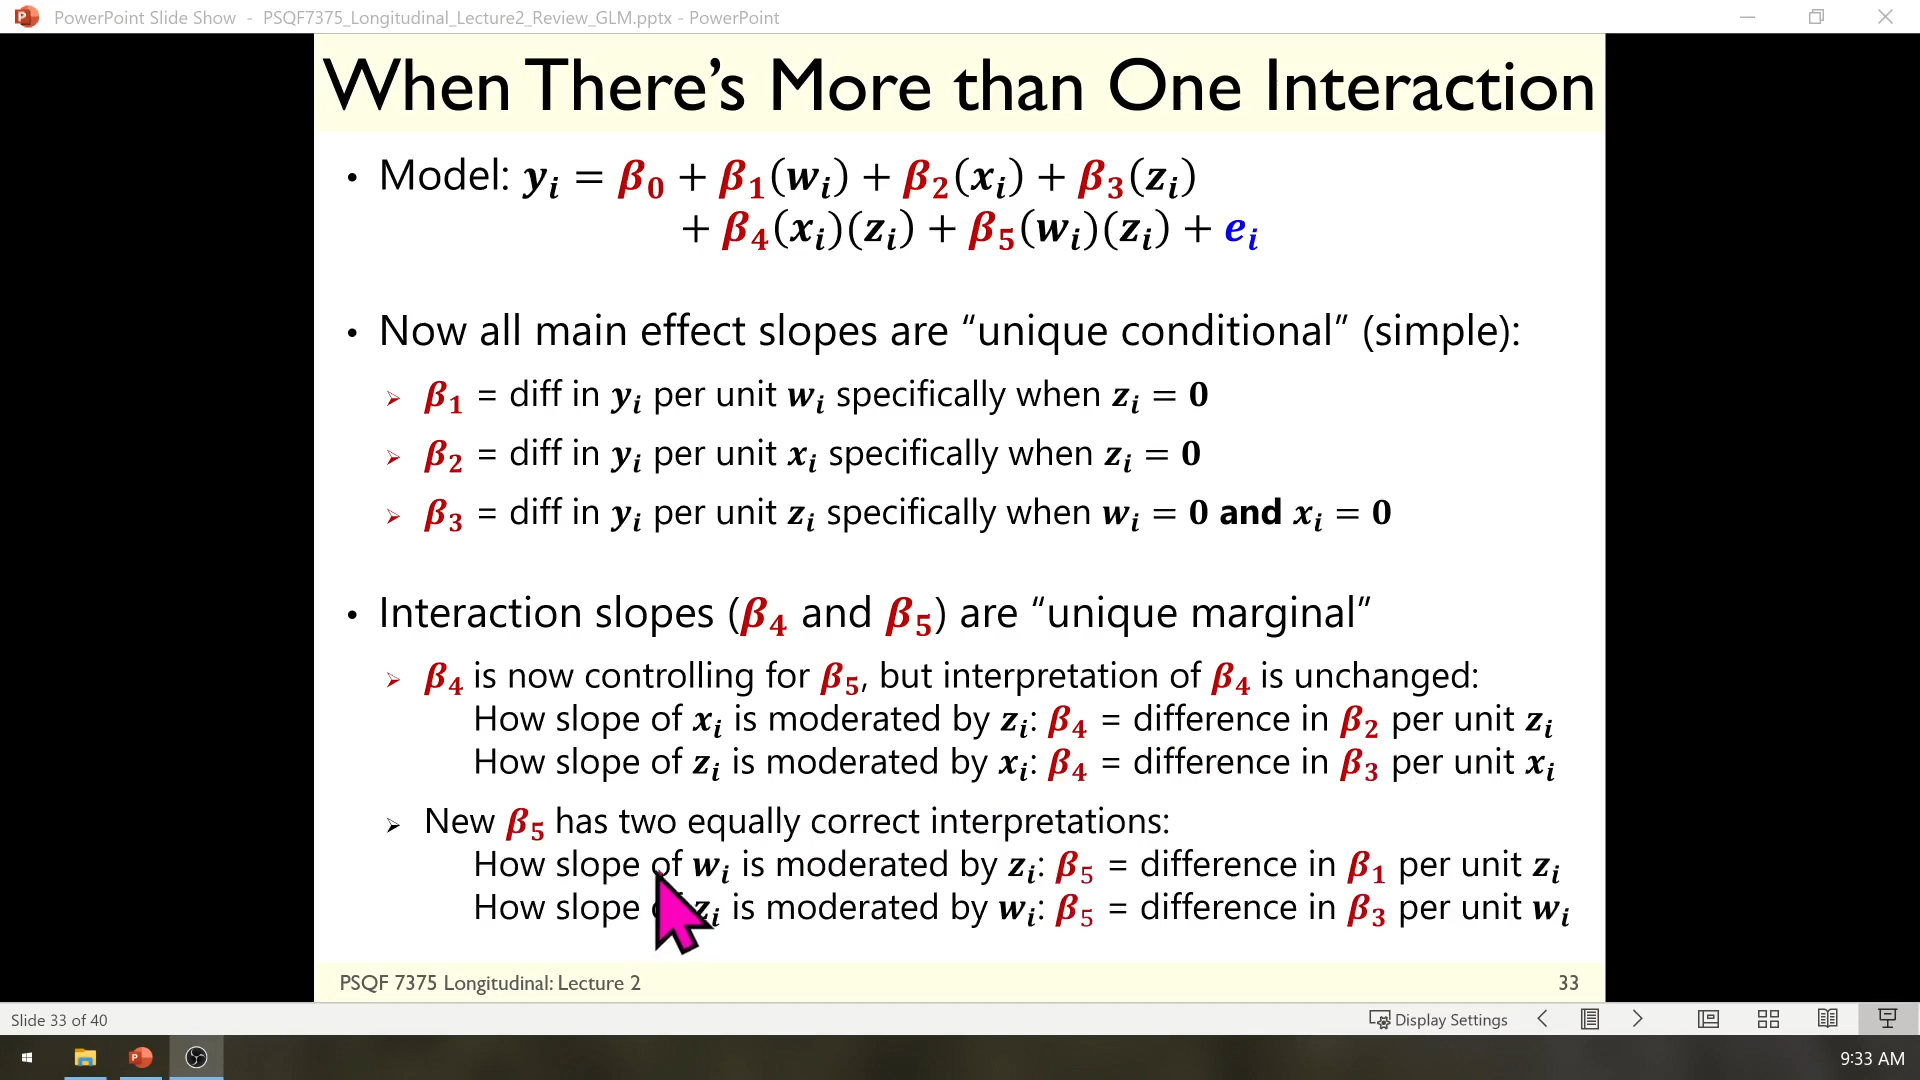 PowerPoint Slide Show - PSQF7375_Longitudinal_Lecture2_Review_GLM.pptx - PowerPoint
When There’s More than One Interaction
• Model: yᵢ = β₀ + β₁(wᵢ) + β₂(xᵢ) + β₃(zᵢ)
+ β₄(xᵢ)(zᵢ) + β₅(wᵢ)(zᵢ) + eᵢ
• Now all main effect slopes are “unique conditional” (simple):
➢ β₁ = diff in yᵢ per unit wᵢ specifically when zᵢ = 0
➢ β₂ = diff in yᵢ per unit xᵢ specifically when zᵢ = 0
➢ β₃ = diff in yᵢ per unit zᵢ specifically when wᵢ = 0 and xᵢ = 0
• Interaction slopes (β₄ and β₅) are “unique marginal”
➢ β₄ is now controlling for β₅, but interpretation of β₄ is unchanged:
How slope of xᵢ is moderated by zᵢ: β₄ = difference in β₂ per unit zᵢ
How slope of zᵢ is moderated by xᵢ: β₄ = difference in β₃ per unit xᵢ
➢ New β₅ has two equally correct interpretations:
How slope of wᵢ is moderated by zᵢ: β₅ = difference in β₁ per unit zᵢ
How slope of zᵢ is moderated by wᵢ: β₅ = difference in β₃ per unit wᵢ
PSQF 7375 Longitudinal: Lecture 2
33
Slide 33 of 40
Display Settings
9:33 AM